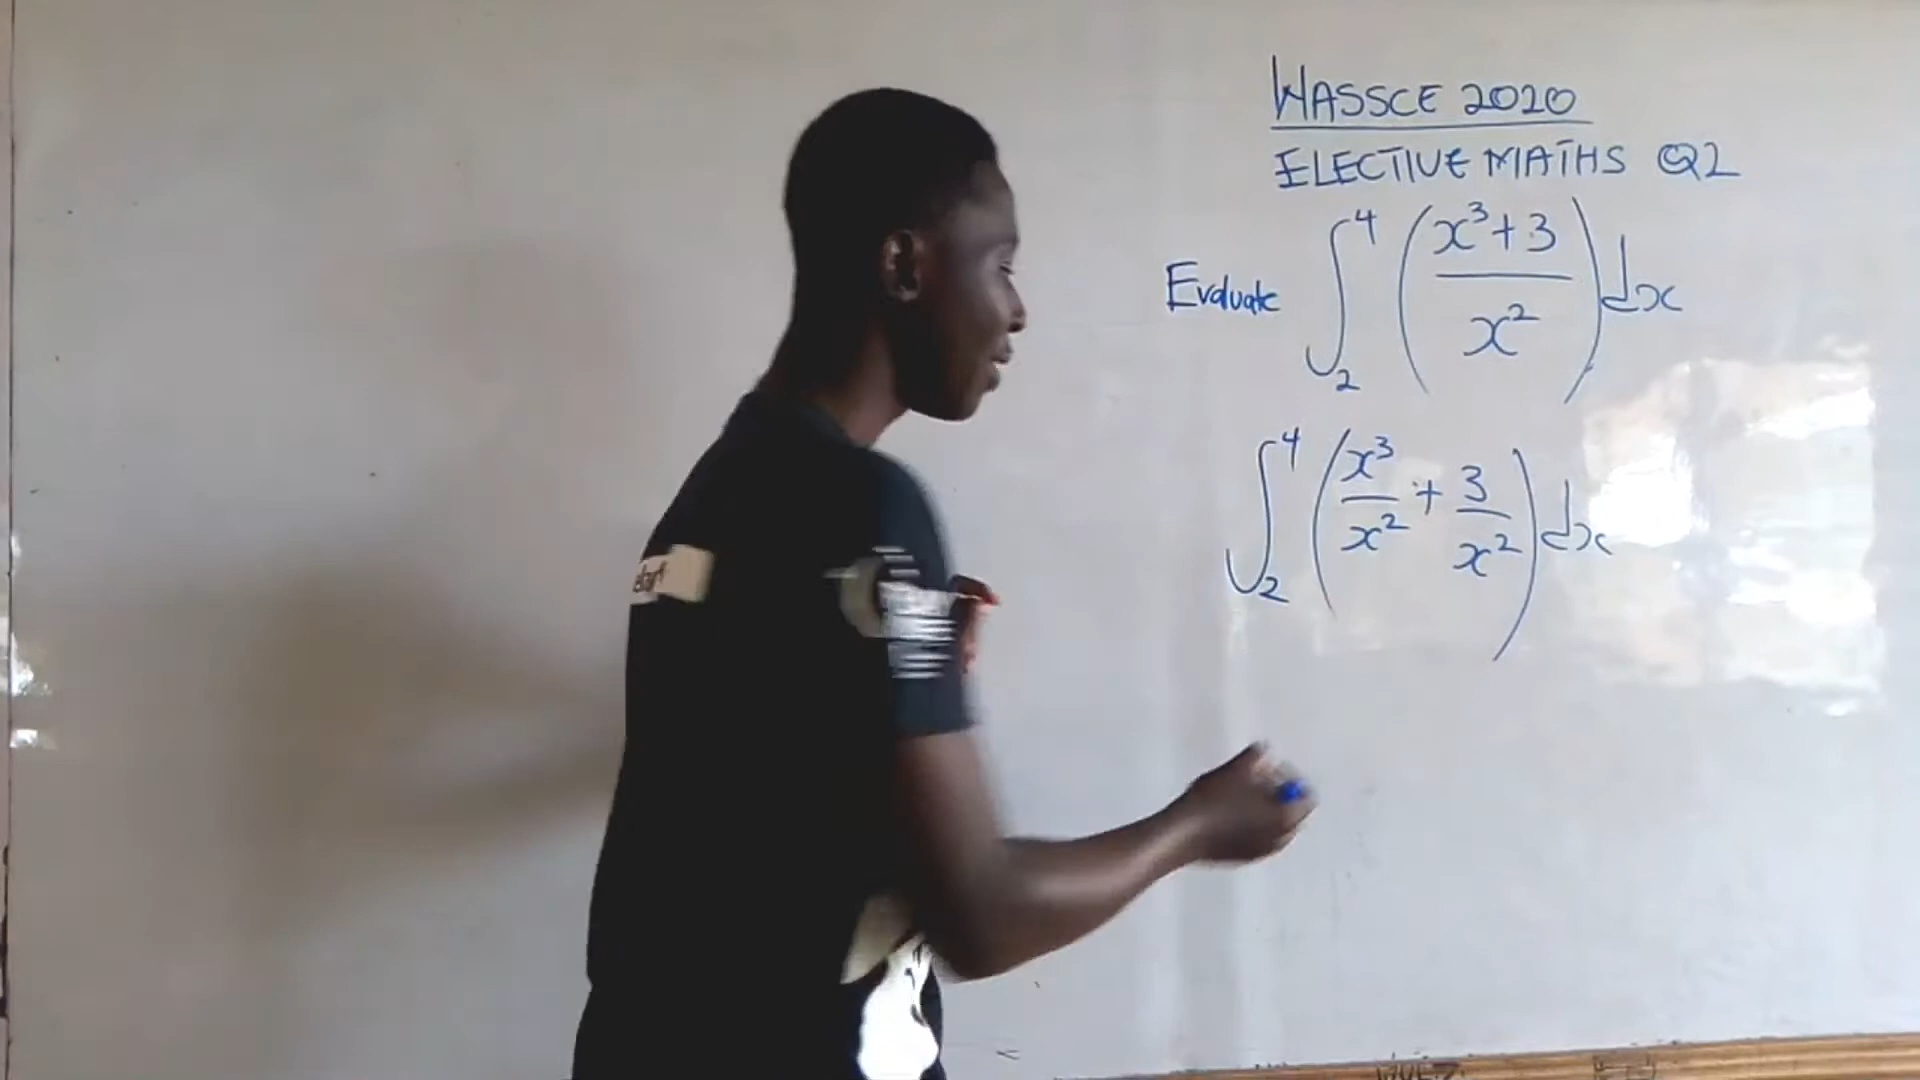 WASSCE 2020
ELECTIVE MATHS Q2
Evaluate ∫₂⁴ ((x³+3)/x²) dx
∫₂⁴ (x³/x² + 3/x²) dx